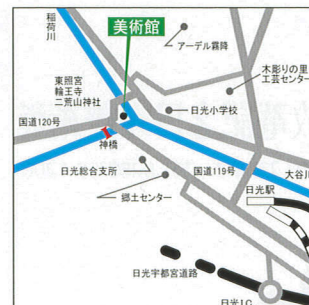 稲荷川
美術館
アーデル霧降
木彫りの里
工芸センター
東照宮
輪王寺
二荒山神社
日光小学校
国道120号
神橋
日光総合支所
国道119号
大谷川
郷土センター
日光駅
日光宇都宮道路
日光IC